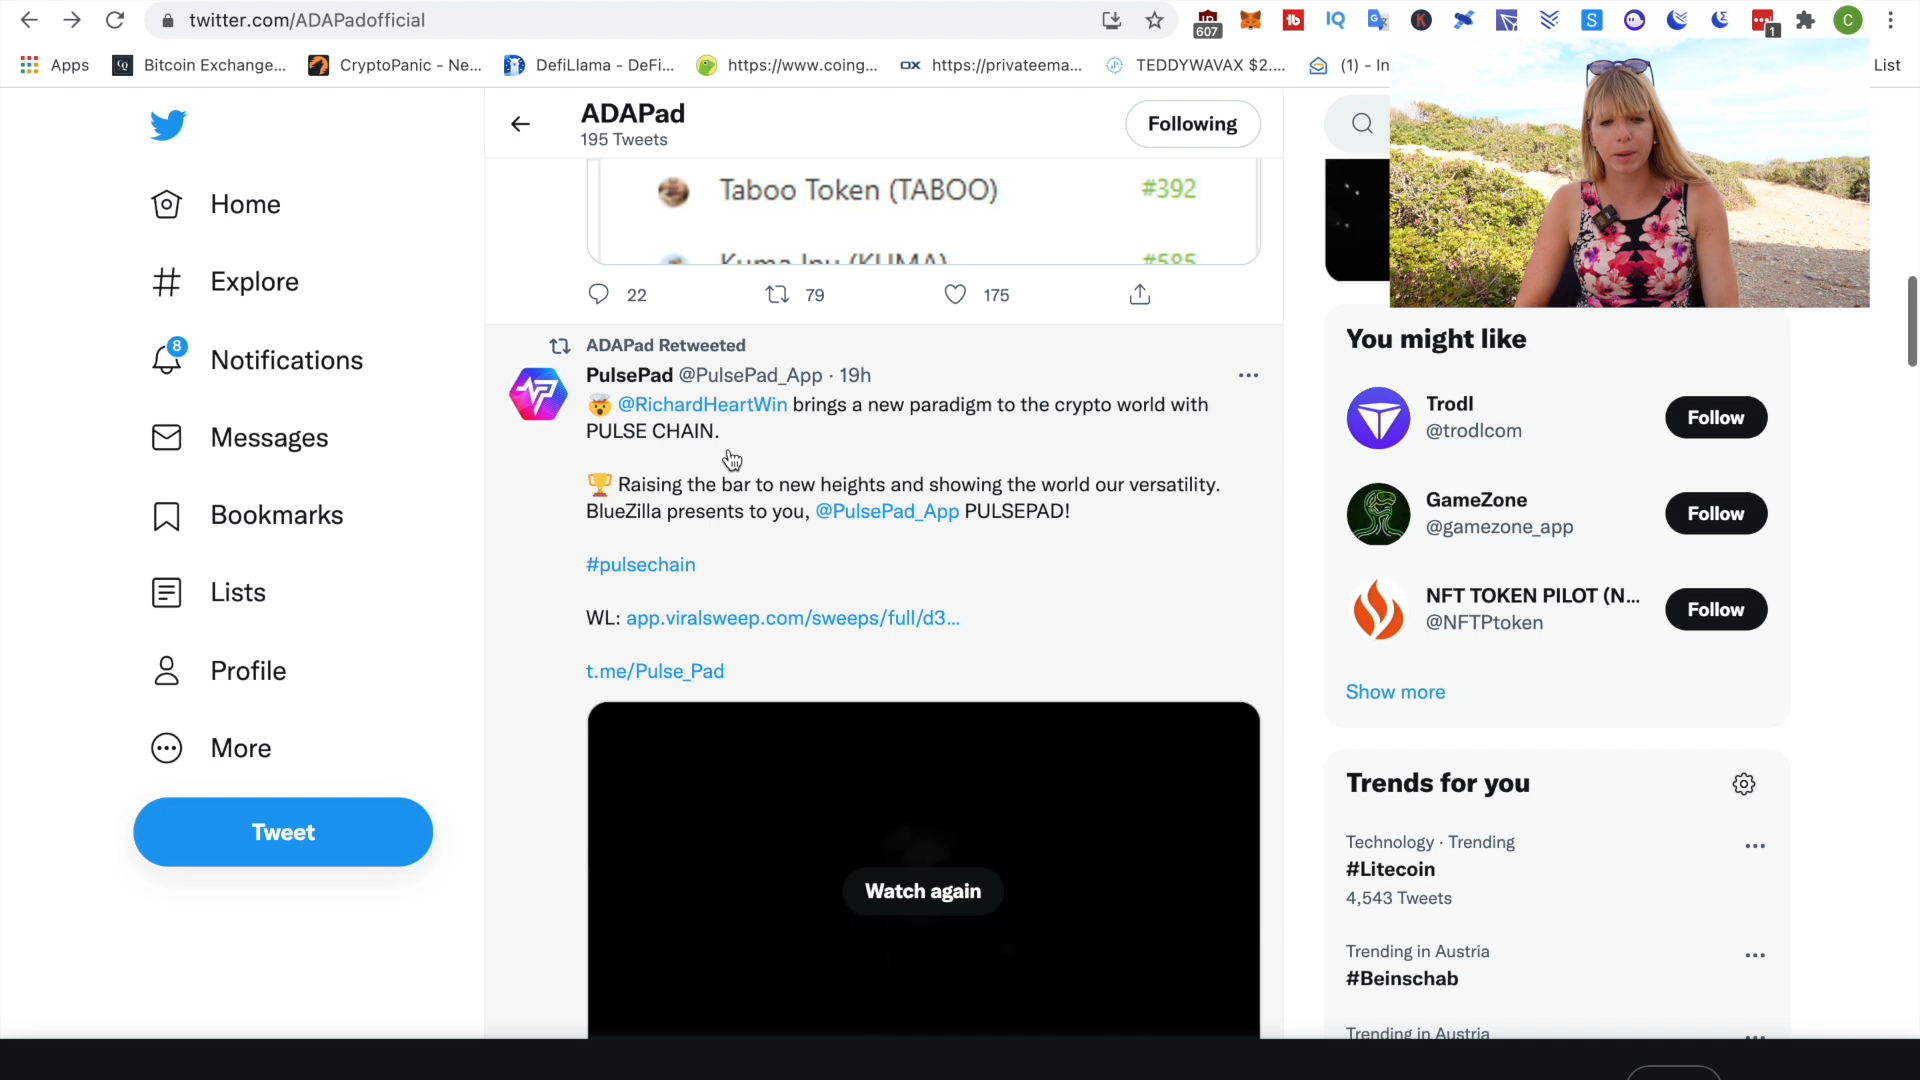 twitter.com/ADAPadofficial
607
1
C
Apps
Bitcoin Exchange...
CryptoPanic - Ne...
DefiLlama - DeFi...
https://www.coing...
https://privateema...
TEDDYWAVAX $2....
(1) - In
List
ADAPad
195 Tweets
Following
Home
Explore
8
Notifications
Messages
Bookmarks
Lists
Profile
More
Tweet
Taboo Token (TABOO) #392
Kuma Inu (KUMA) #585
22
79
175
ADAPad Retweeted
PulsePad @PulsePad_App · 19h
@RichardHeartWin brings a new paradigm to the crypto world with
PULSE CHAIN.
Raising the bar to new heights and showing the world our versatility.
BlueZilla presents to you, @PulsePad_App PULSEPAD!
#pulsechain
WL: app.viralsweep.com/sweeps/full/d3...
t.me/Pulse_Pad
Watch again
You might like
Trodl
@trodlcom
Follow
GameZone
@gamezone_app
Follow
NFT TOKEN PILOT (N...
@NFTPtoken
Follow
Show more
Trends for you
Technology · Trending
#Litecoin
4,543 Tweets
Trending in Austria
#Beinschab
Trending in Austria